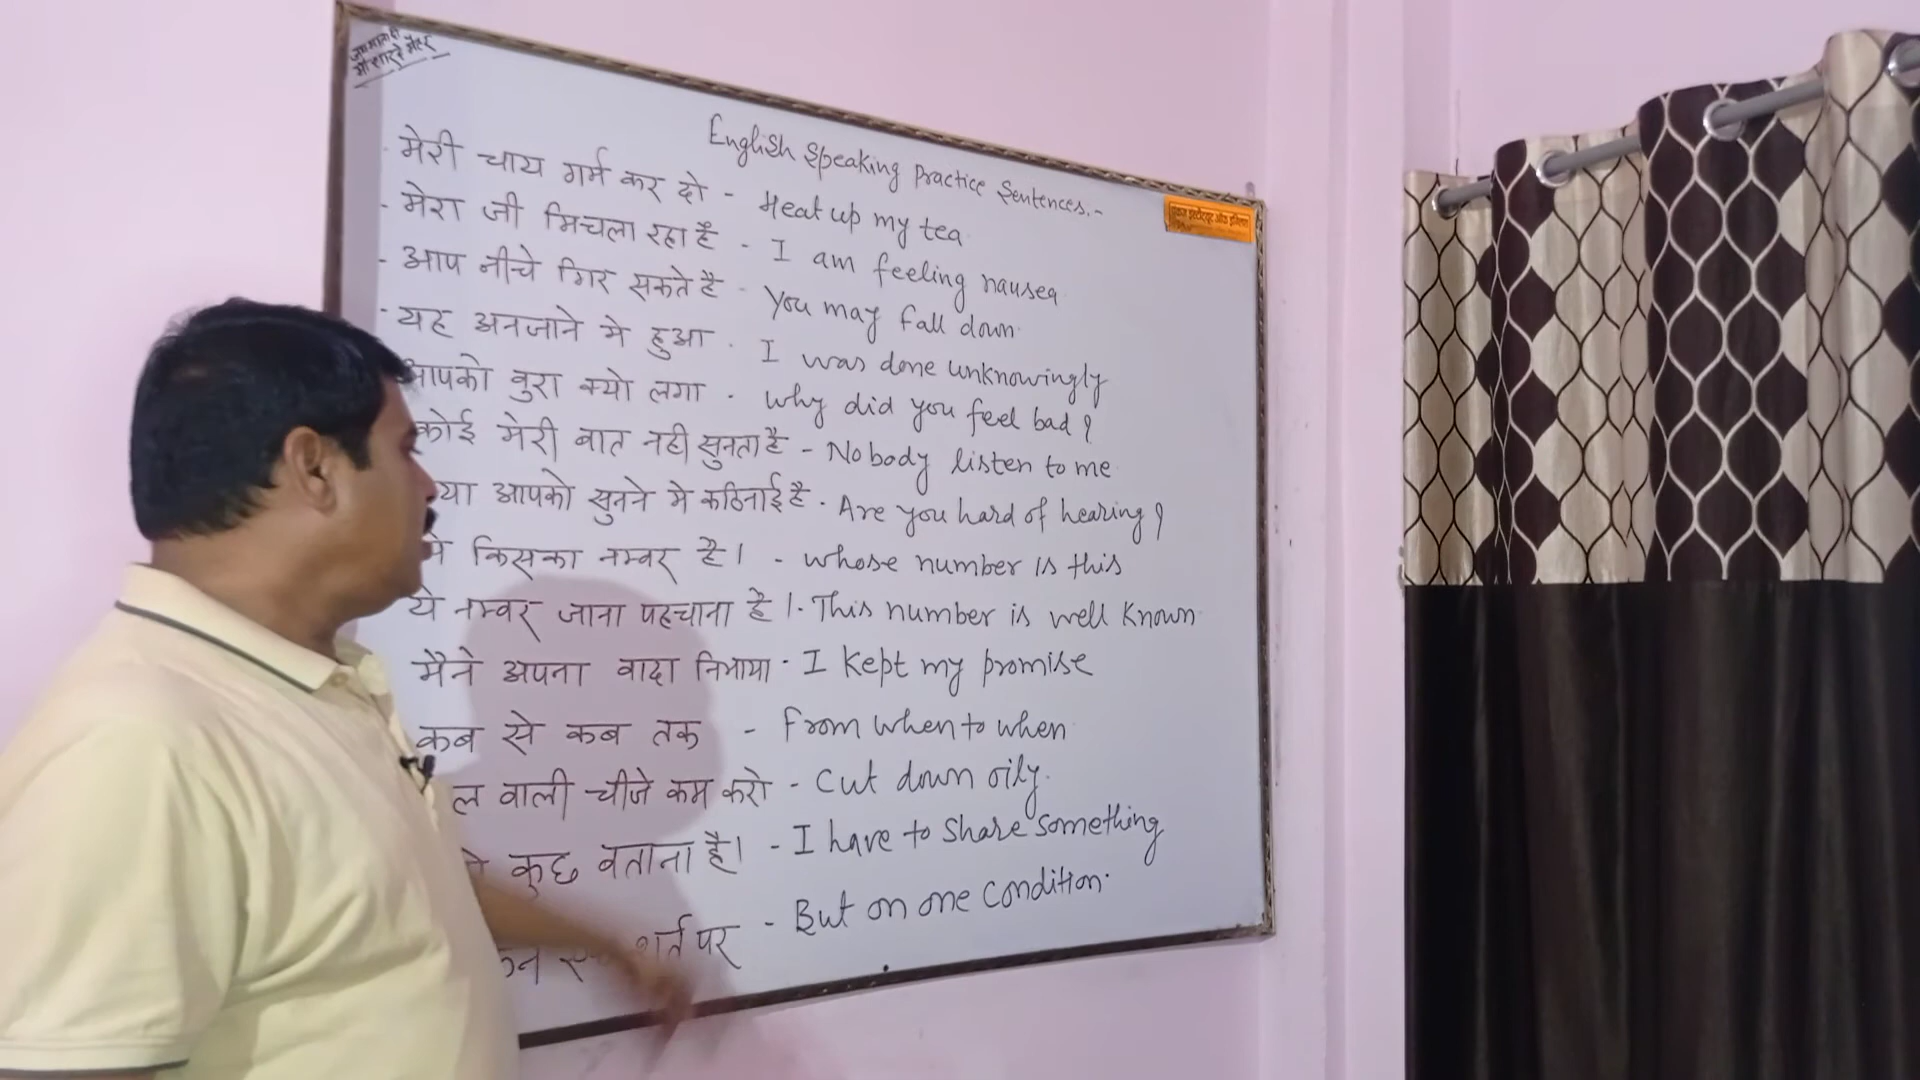 English Speaking Practice Sentences.-
- मेरी चाय गर्म कर दो - Heat up my tea
- मेरा जी मिचला रहा है - I am feeling nausea
- आप नीचे गिर सकते है - You may fall down
- यह अनजाने मे हुआ - I was done unknowingly
आपको बुरा क्यो लगा - Why did you feel bad?
कोई मेरी बात नही सुनता है - Nobody listen to me
या आपको सुनने मे कठिनाई है - Are you hard of hearing?
किसका नम्बर है। - whose number is this
ये नम्बर जाना पहचाना है।- This number is well known
मैने अपना वादा निभाया - I kept my promise
कब से कब तक - From when to when
ल वाली चीजे कम करो - Cut down oily.
कुछ बताना है। - I have to share something
शर्त पर - But on one condition.